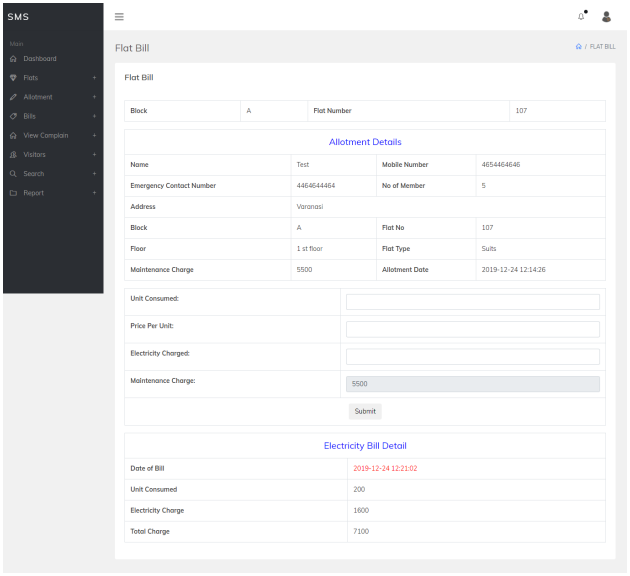 SMS
Main
Dashboard
Flats +
Allotment +
Bills +
View Complain +
Visitors +
Search +
Report +
Flat Bill
/ FLAT BILL
Flat Bill
Block A Flat Number 107
Allotment Details
Name Test Mobile Number 4654464646
Emergency Contact Number 4464644464 No of Member 5
Address Varanasi
Block A Flat No 107
Floor 1 st floor Flat Type Suits
Maintenance Charge 5500 Allotment Date 2019-12-24 12:14:26
Unit Consumed:
Price Per Unit:
Electricity Charged:
Maintenance Charge: 5500
Submit
Electricity Bill Detail
Date of Bill 2019-12-24 12:21:02
Unit Consumed 200
Electricity Charge 1600
Total Charge 7100